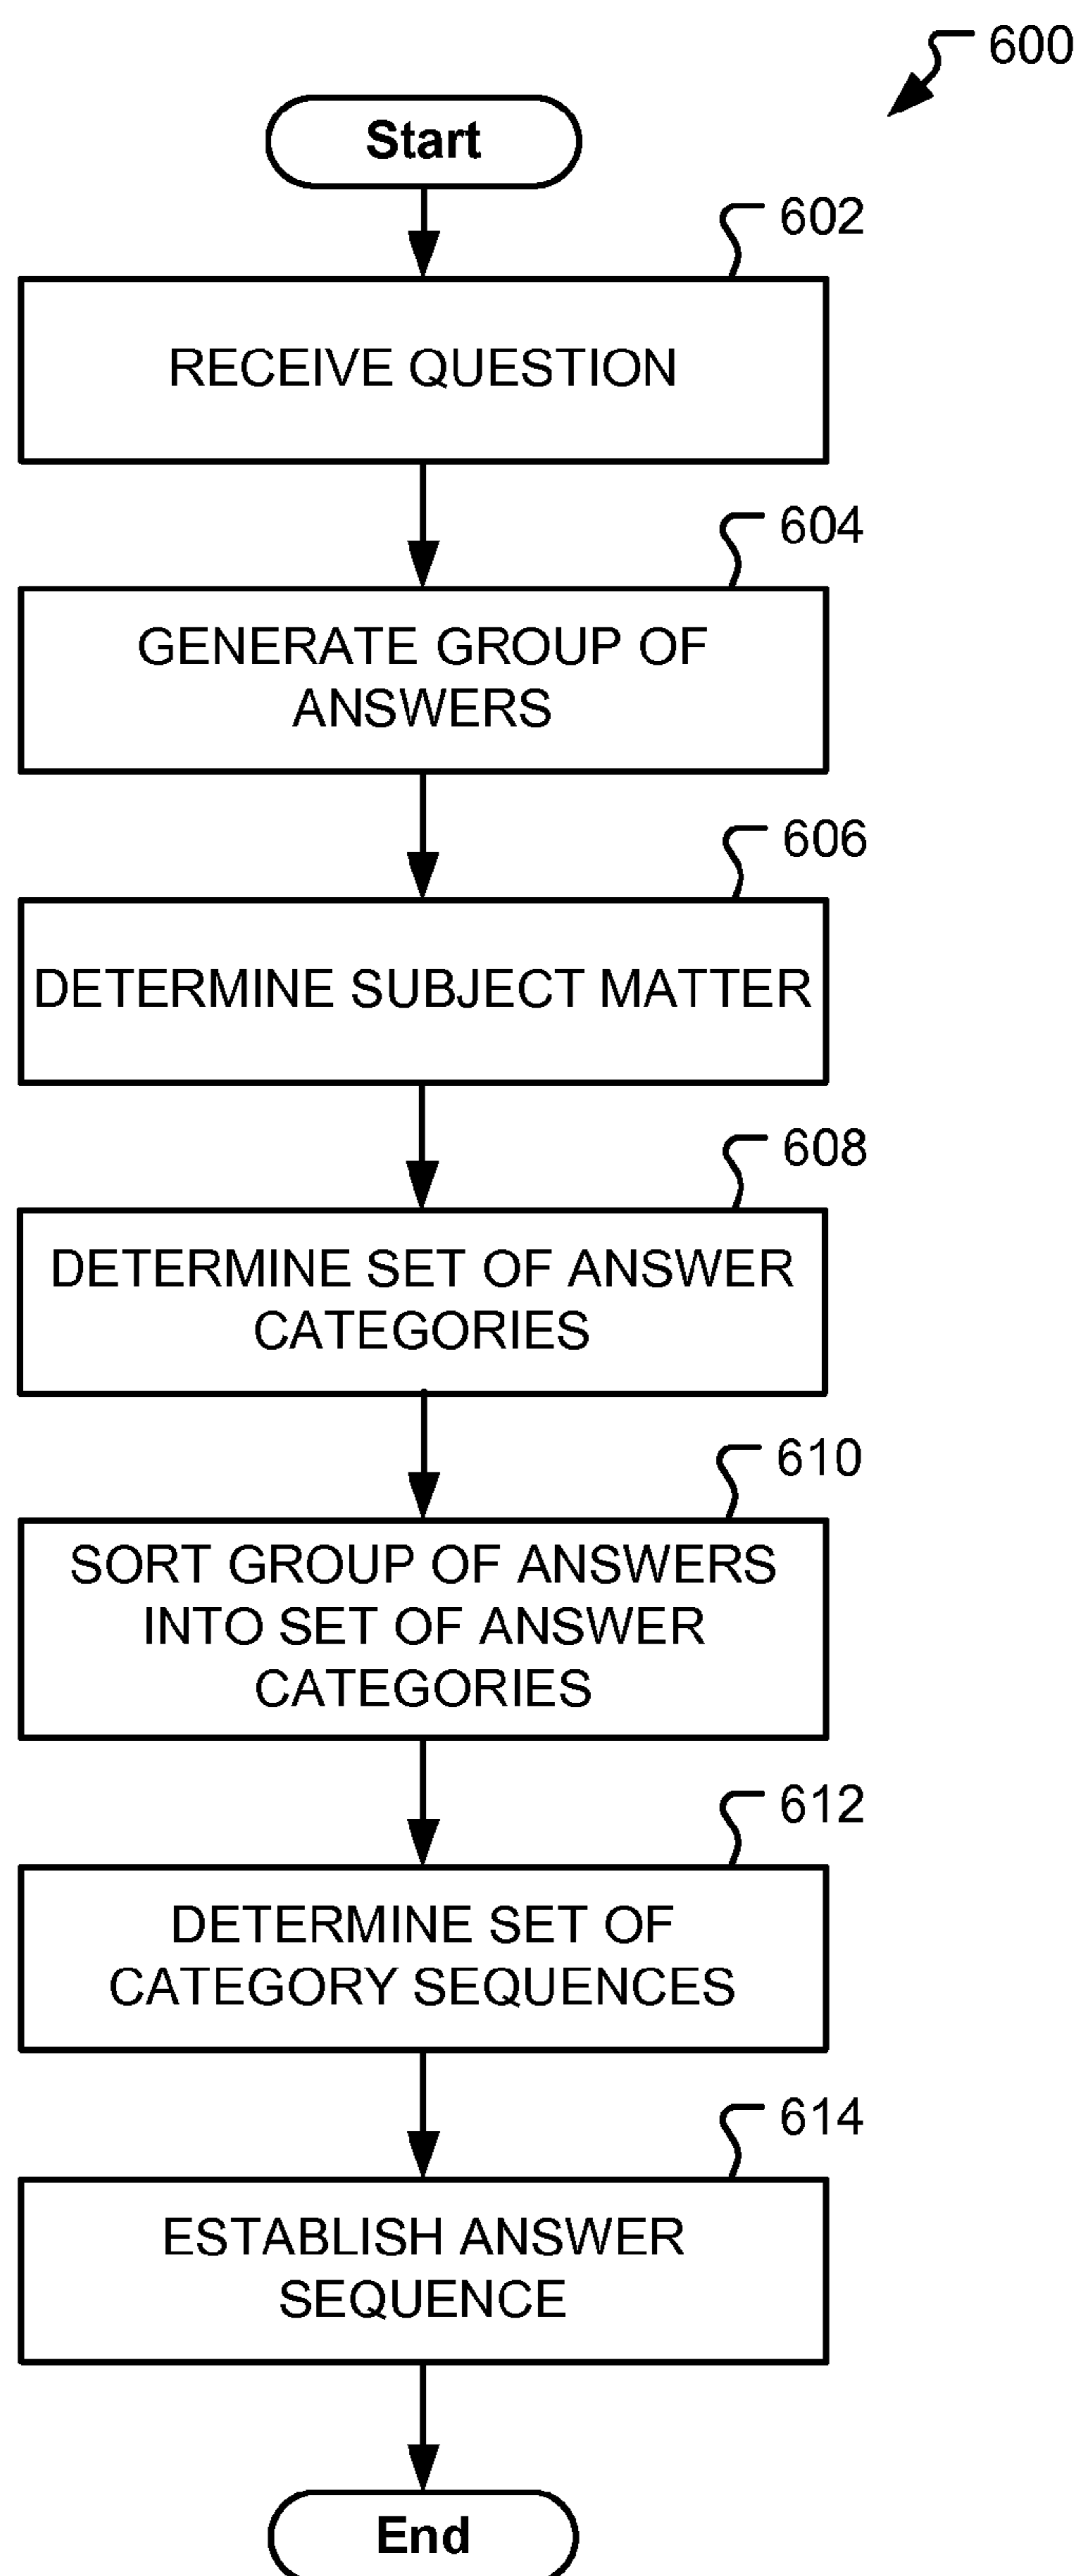 600
Start
602
RECEIVE QUESTION
604
GENERATE GROUP OF
ANSWERS
606
DETERMINE SUBJECT MATTER
608
DETERMINE SET OF ANSWER
CATEGORIES
610
SORT GROUP OF ANSWERS
INTO SET OF ANSWER
CATEGORIES
612
DETERMINE SET OF
CATEGORY SEQUENCES
614
ESTABLISH ANSWER
SEQUENCE
End